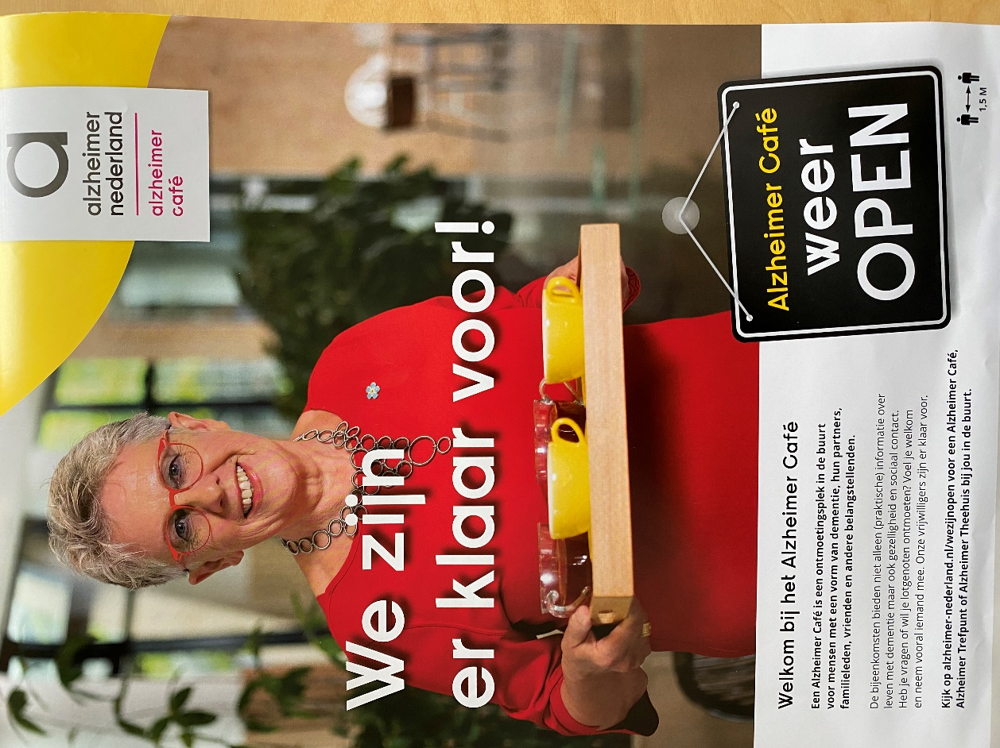 a
alzheimer
nederland
alzheimer
café
We zijn
er klaar voor!
Alzheimer Café
weer
OPEN
1,5 M
Welkom bij het Alzheimer Café
Een Alzheimer Café is een ontmoetingsplek in de buurt
voor mensen met een vorm van dementie, hun partners,
familieleden, vrienden en andere belangstellenden.
De bijeenkomsten bieden niet alleen (praktische) informatie over
leven met dementie maar ook gezelligheid en sociaal contact.
Heb je vragen of wil je lotgenoten ontmoeten? Voel je welkom
en neem vooral iemand mee. Onze vrijwilligers zijn er klaar voor.
Kijk op alzheimer-nederland.nl/wezijnopen voor een Alzheimer Café,
Alzheimer Trefpunt of Alzheimer Theehuis bij jou in de buurt.